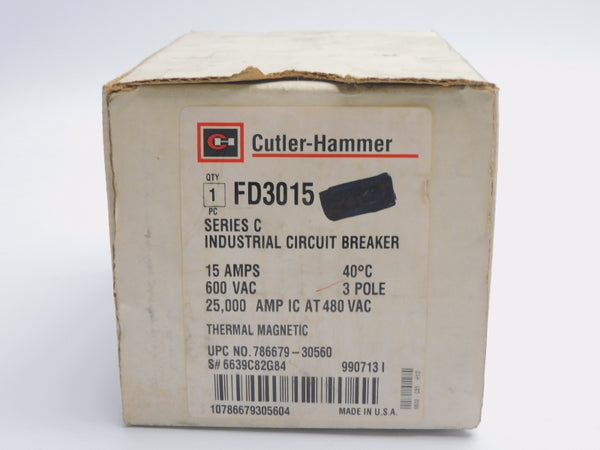 CH Cutler-Hammer
QTY
1 FD3015
PC
SERIES C
INDUSTRIAL CIRCUIT BREAKER
15 AMPS 40°C
600 VAC 3 POLE
25,000 AMP IC AT 480 VAC
THERMAL MAGNETIC
UPC NO. 786679-30560
S# 6639C82G84 990713 I
10786679305604 MADE IN U.S.A.